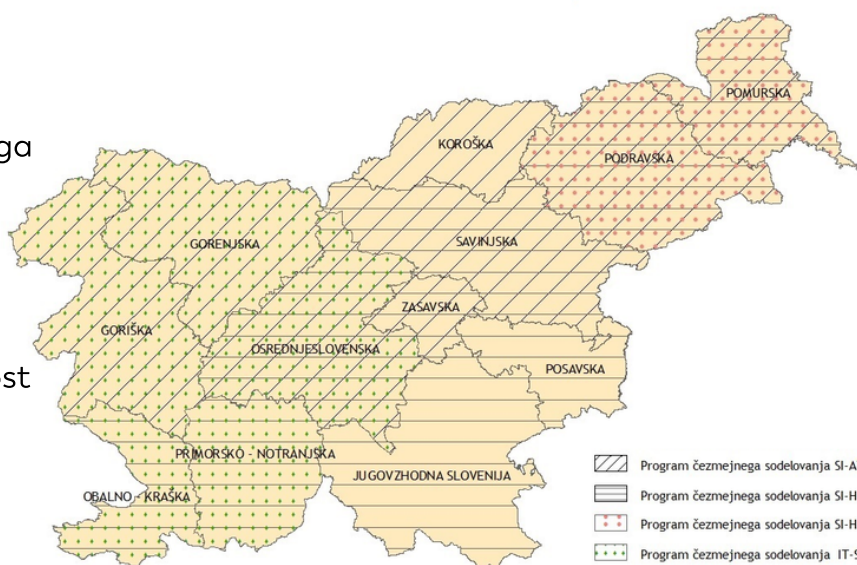 ga
st
POMURSKA
KOROŠKA
PODRAVSKA
GORENJSKA
SAVINJSKA
ZASAVSKA
GORIŠKA
OSREDNJESLOVENSKA
POSAVSKA
PRIMORSKO - NOTRANJSKA
JUGOVZHODNA SLOVENIJA
OBALNO - KRAŠKA
Program čezmejnega sodelovanja SI-A
Program čezmejnega sodelovanja SI-H
Program čezmejnega sodelovanja SI-H
Program čezmejnega sodelovanja IT-S